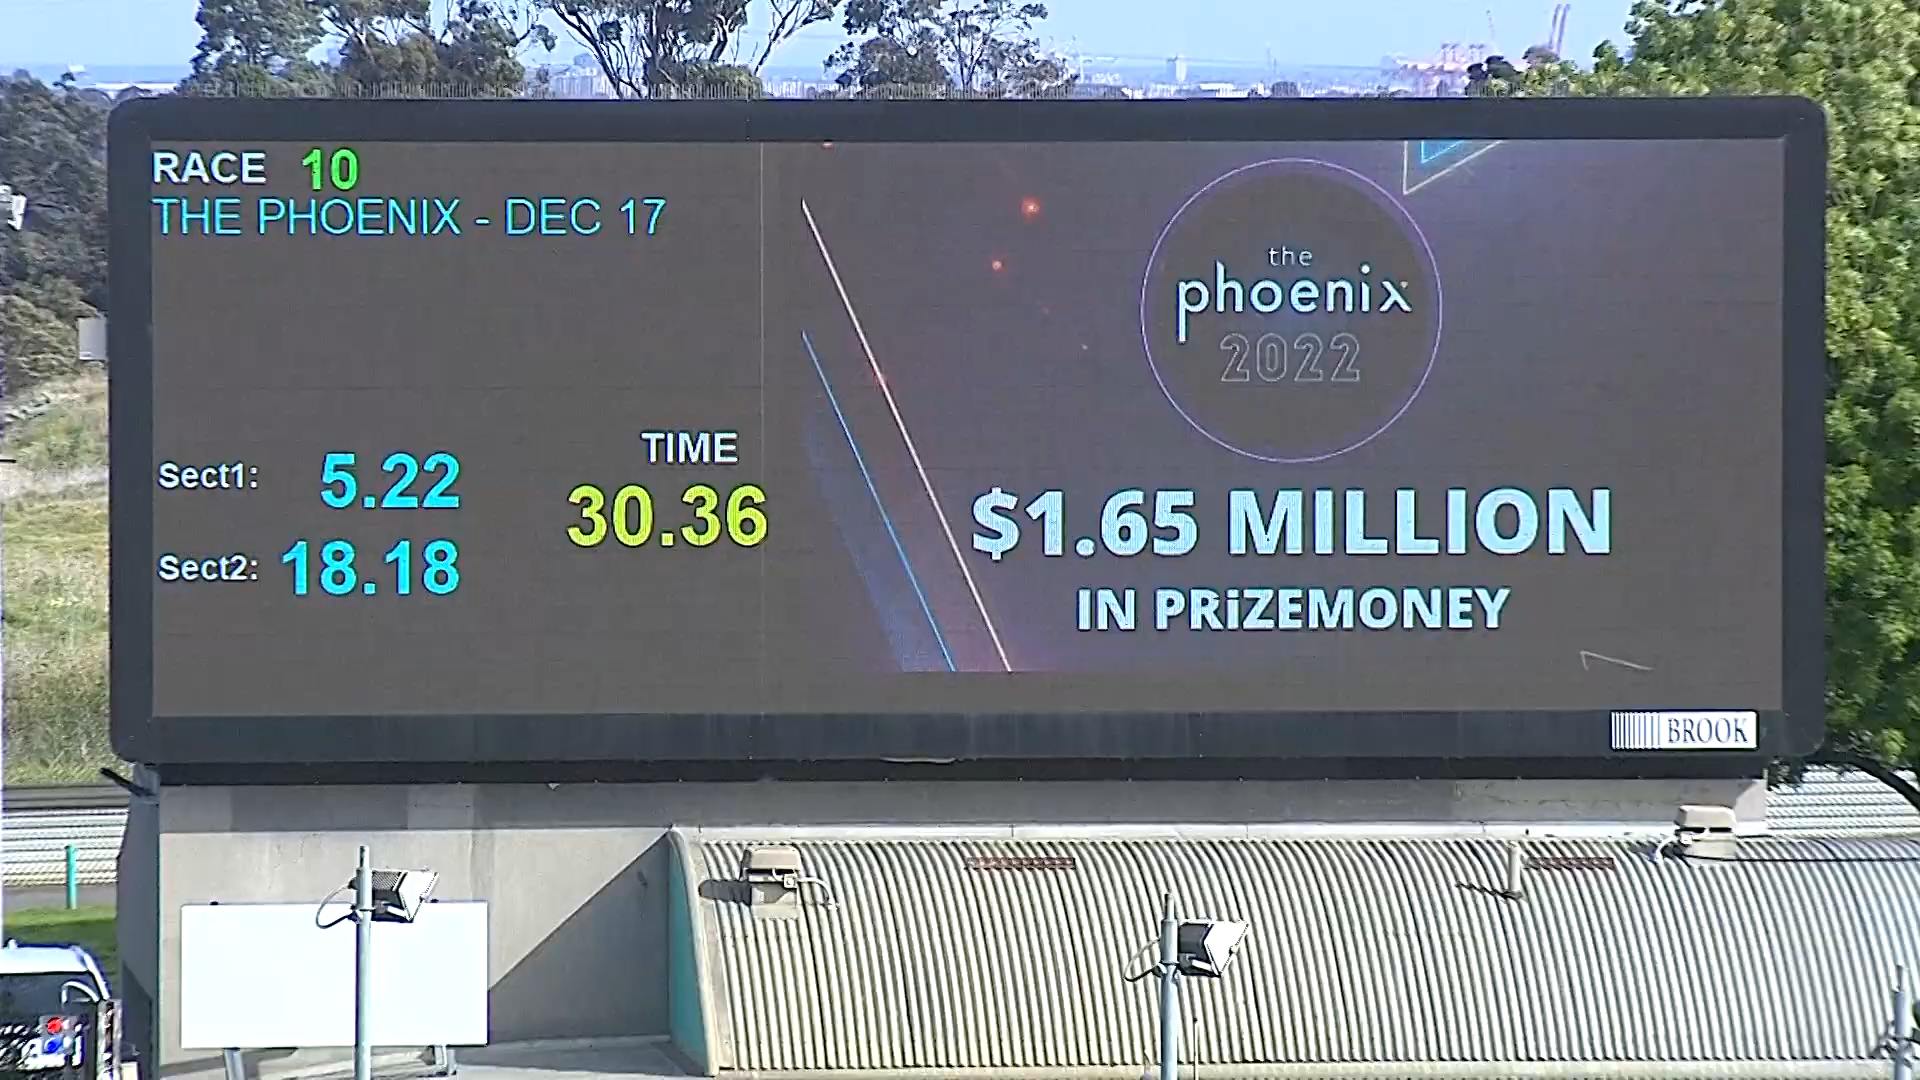 RACE 10
THE PHOENIX - DEC 17
Sect1: 5.22
Sect2: 18.18
TIME
30.36
the
phoenix
2022
$1.65 MILLION
IN PRiZEMONEY
BROOK